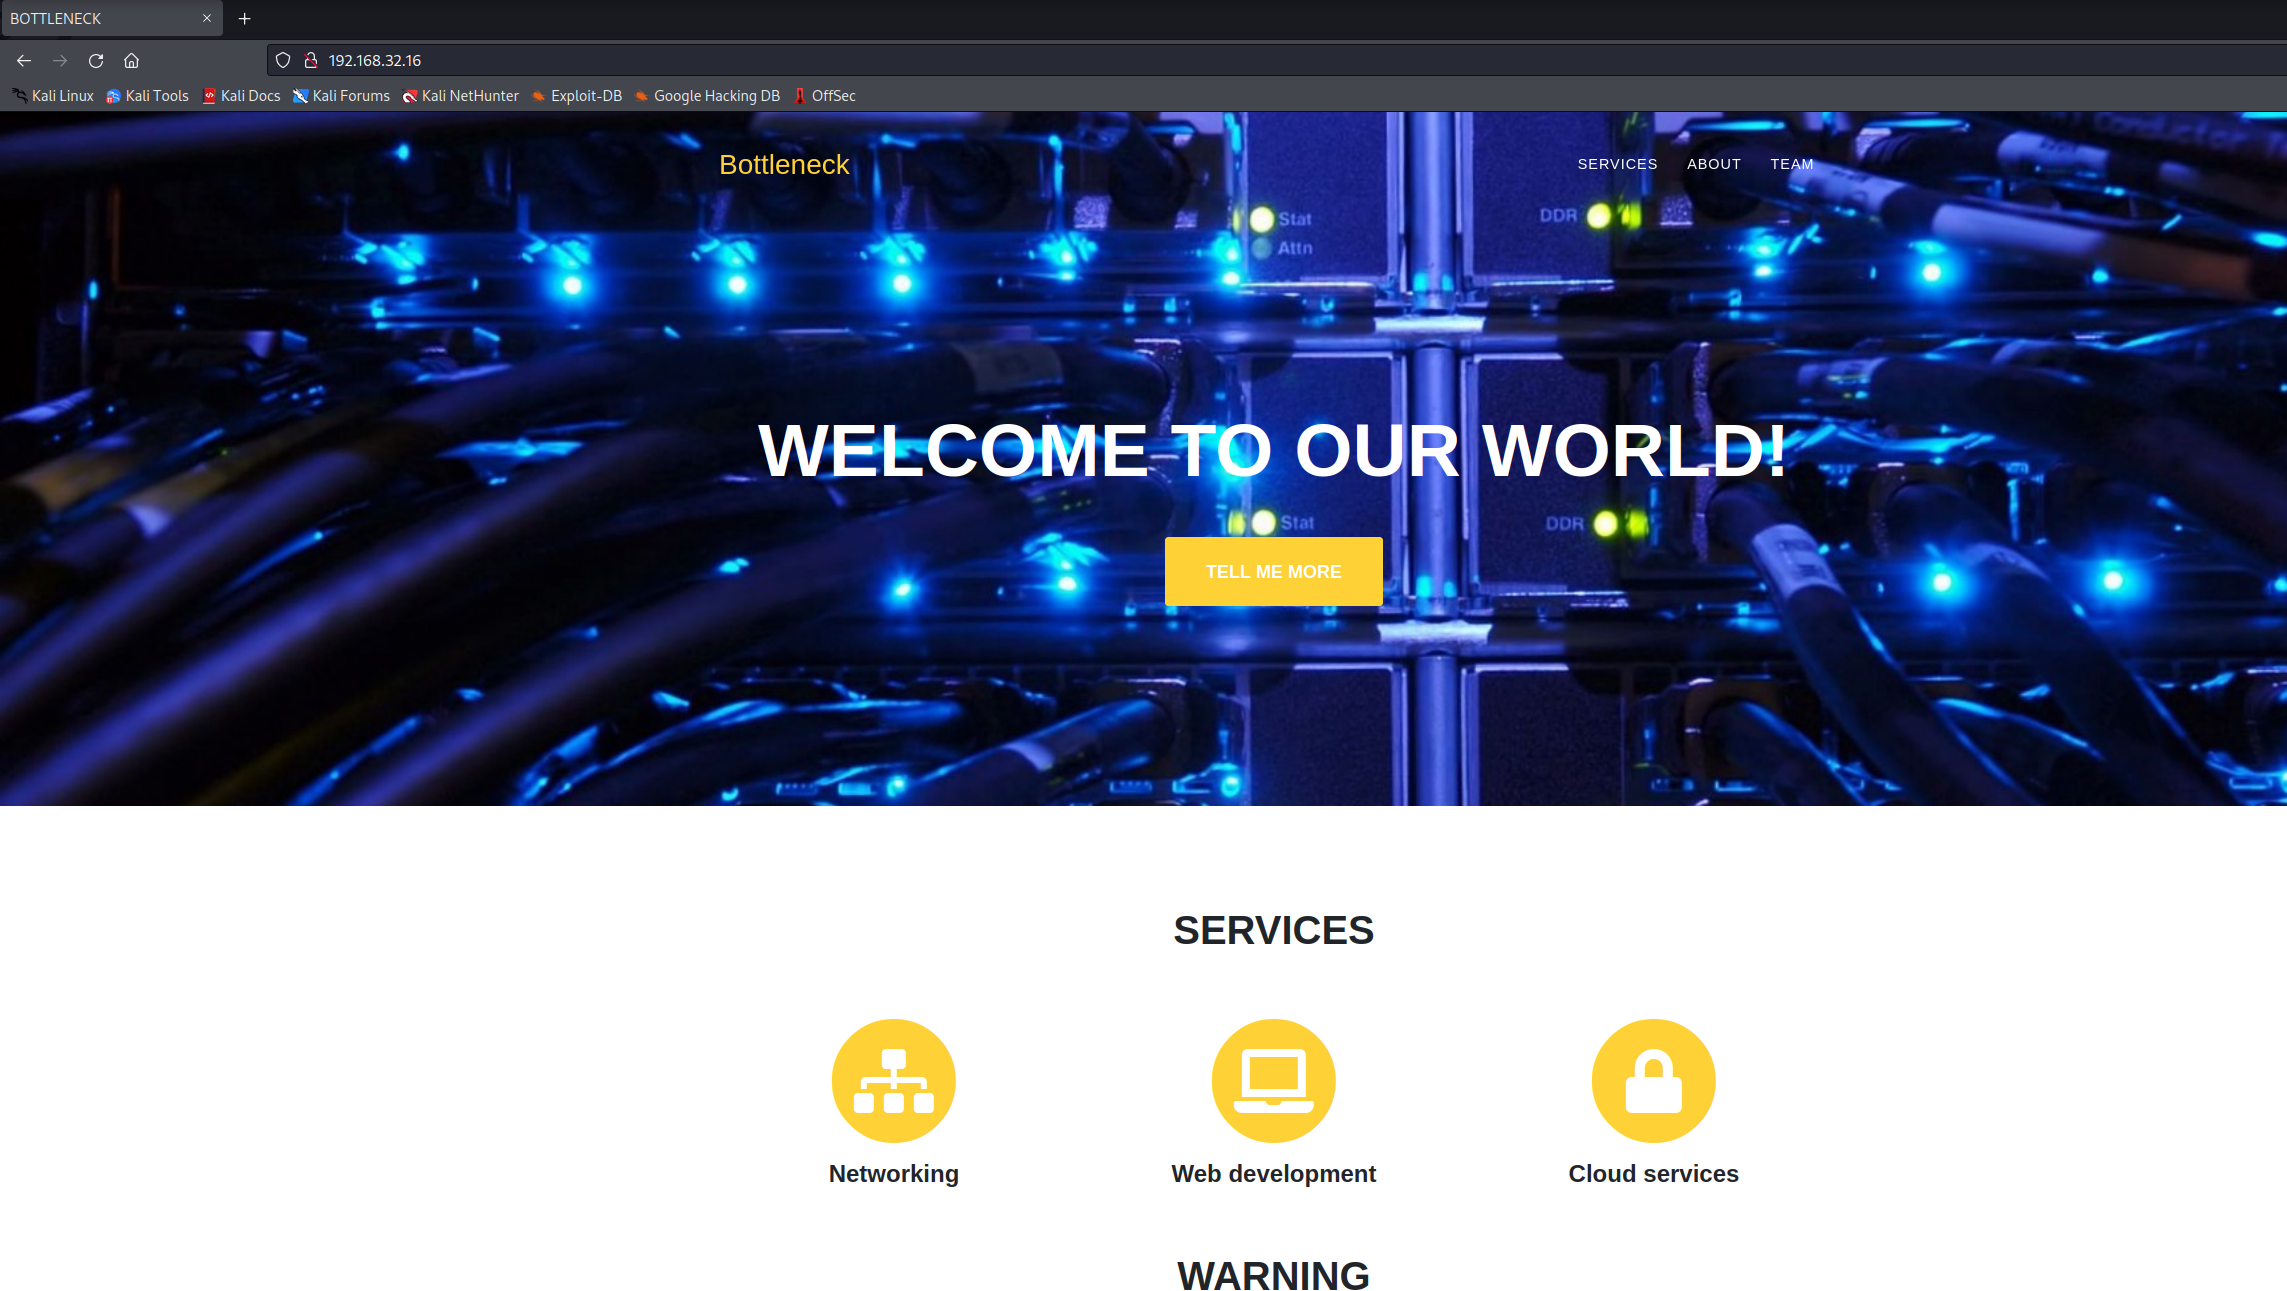 BOTTLENECK
192.168.32.16
Kali Linux Kali Tools Kali Docs Kali Forums Kali NetHunter Exploit-DB Google Hacking DB OffSec
Bottleneck SERVICES ABOUT TEAM
Stat DDR
Attn
WELCOME TO OUR WORLD!
Stat DDR
TELL ME MORE
SERVICES
Networking Web development Cloud services
WARNING